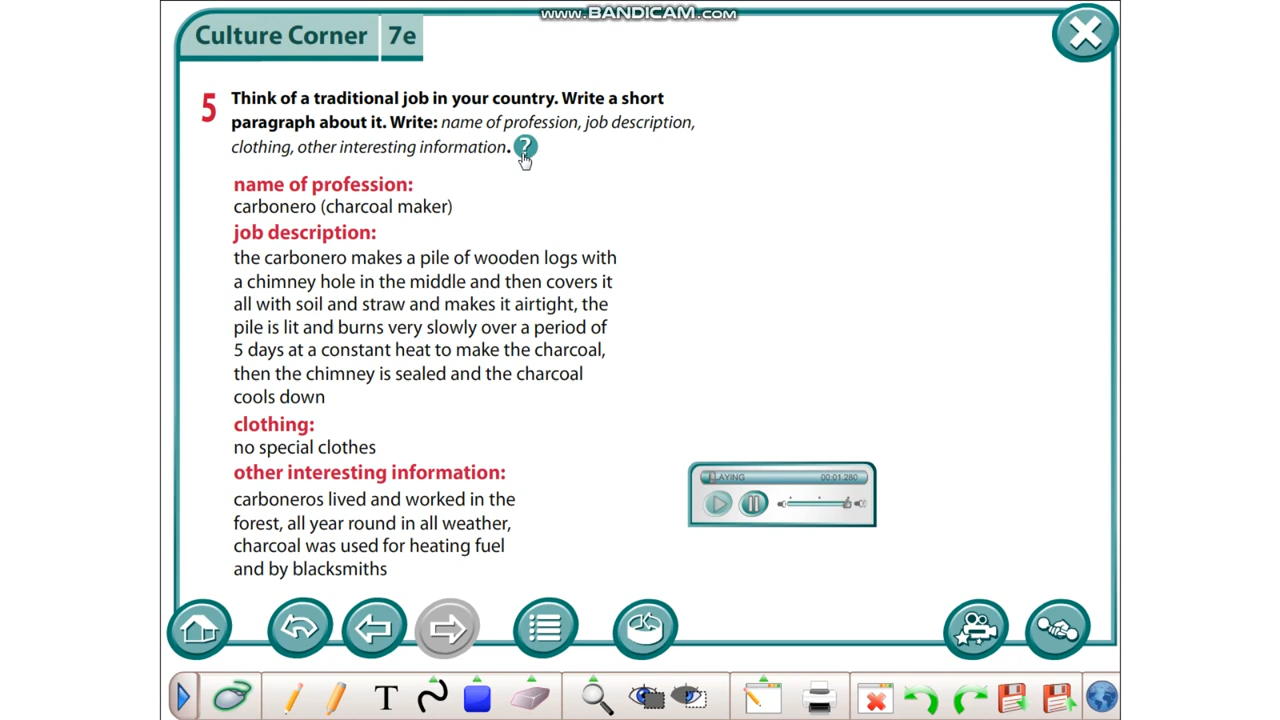 www.BANDICAM.com
Culture Corner 7e
5 Think of a traditional job in your country. Write a short
paragraph about it. Write: name of profession, job description,
clothing, other interesting information. ?
name of profession:
carbonero (charcoal maker)
job description:
the carbonero makes a pile of wooden logs with
a chimney hole in the middle and then covers it
all with soil and straw and makes it airtight, the
pile is lit and burns very slowly over a period of
5 days at a constant heat to make the charcoal,
then the chimney is sealed and the charcoal
cools down
clothing:
no special clothes
other interesting information:
carboneros lived and worked in the
forest, all year round in all weather,
charcoal was used for heating fuel
and by blacksmiths
PLAYING 00:01.280
T